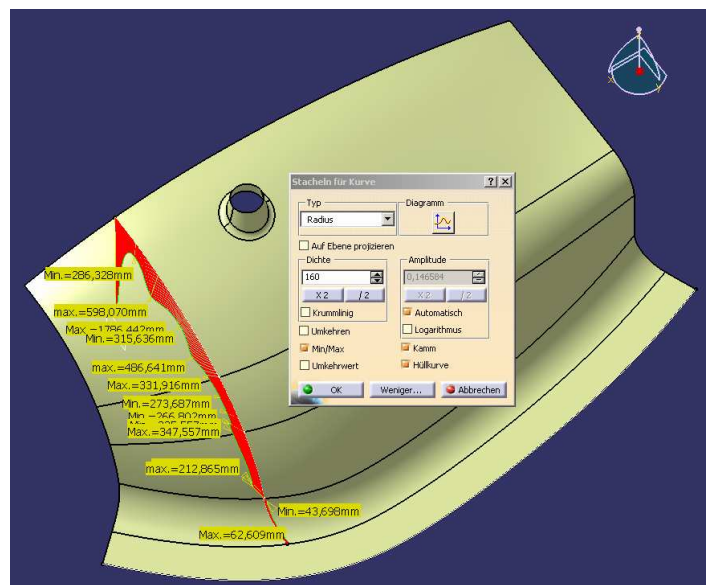 Stacheln für Kurve
Typ
Radius
Diagramm
Auf Ebene projizieren
Dichte
160
X 2
/ 2
Krummlinig
Amplitude
0,146584
X 2
/ 2
Automatisch
Logarithmus
Umkehren
Min/Max
Umkehrwert
Kamm
Hüllkurve
OK
Weniger...
Abbrechen
Min.=286,328mm
max.=598,070mm
Max.=1786,442mm
Min.=315,636mm
max.=486,641mm
Max.=331,916mm
Min.=273,687mm
Min.=266,802mm
Max.=347,557mm
max.=212,865mm
Min.=43,698mm
Max.=62,609mm
x
y